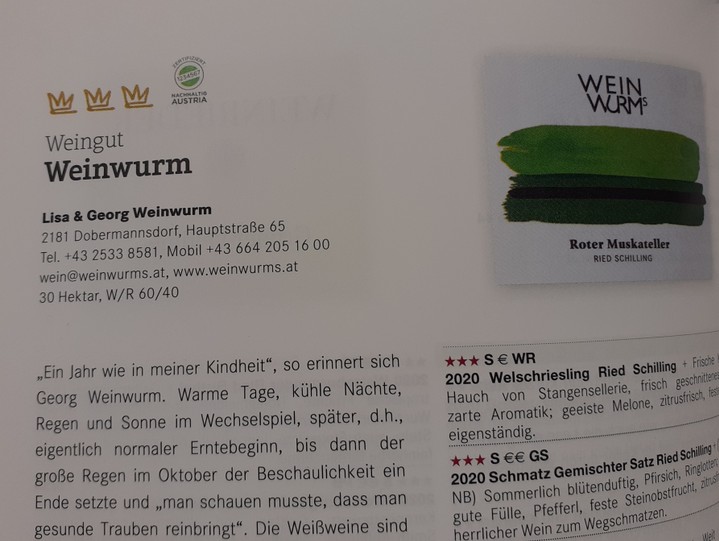 ZERTIFIZIERT
1234567
NACHHALTIG
AUSTRIA
Weingut
Weinwurm
Lisa & Georg Weinwurm
2181 Dobermannsdorf, Hauptstraße 65
Tel. +43 2533 8581, Mobil +43 664 205 16 00
wein@weinwurms.at, www.weinwurms.at
30 Hektar, W/R 60/40
„Ein Jahr wie in meiner Kindheit“, so erinnert sich
Georg Weinwurm. Warme Tage, kühle Nächte,
Regen und Sonne im Wechselspiel, später, d.h.,
eigentlich normaler Erntebeginn, bis dann der
große Regen im Oktober der Beschaulichkeit ein
Ende setzte und „man schauen musste, dass man
gesunde Trauben reinbringt“. Die Weißweine sind
WEIN
WURMS
Roter Muskateller
RIED SCHILLING
★★★ S € WR
2020 Welschriesling Ried Schilling + Frische
Hauch von Stangensellerie, frisch
zarte Aromatik; geeiste Melone, zitrusfrisch,
eigenständig.
★★★ S €€ GS
2020 Schmatz Gemischter Satz Ried Schilling +
NB) Sommerlich blütenduftig, Pfirsich,
gute Fülle, Pfefferl, feste Steinobstfrucht,
herrlicher Wein zum Wegschmatzen.